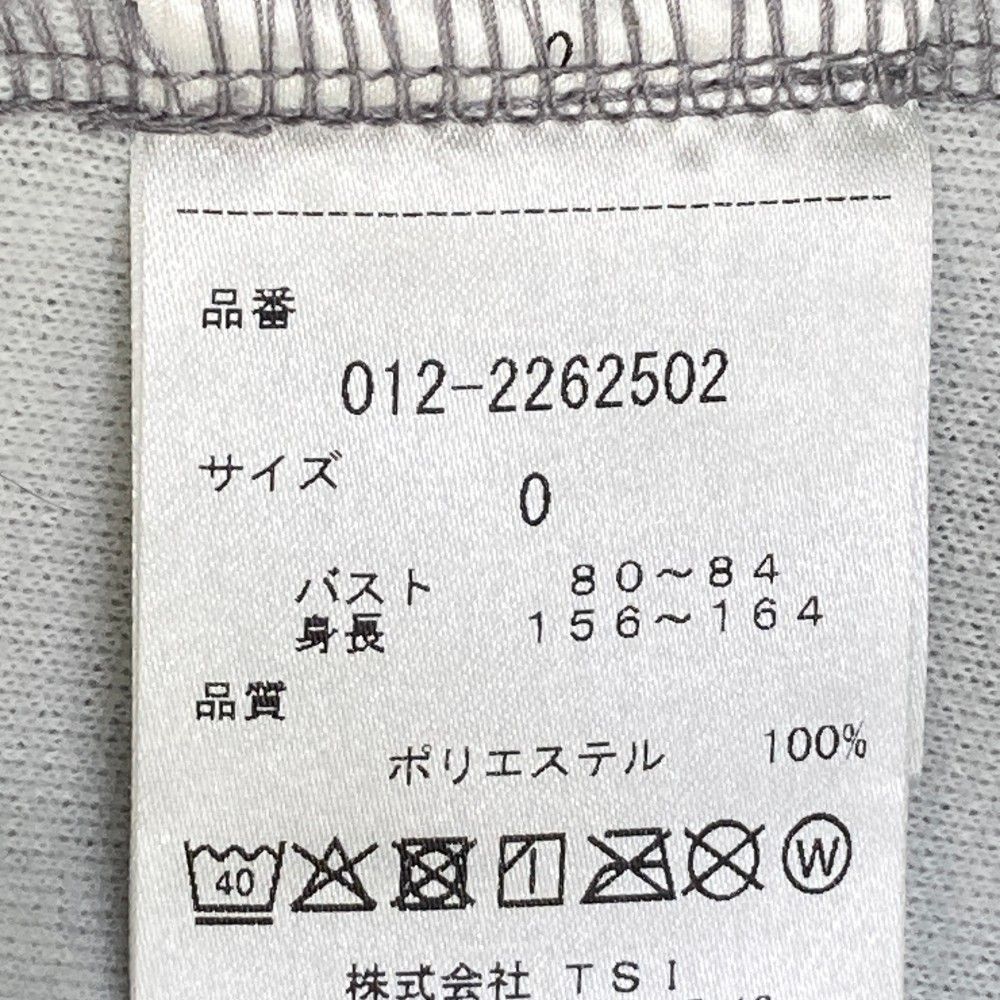 品番
012-2262502
サイズ
0
バスト 80～84
身長 156～164
品質
ポリエステル 100%
40
W
株式会社 TSI